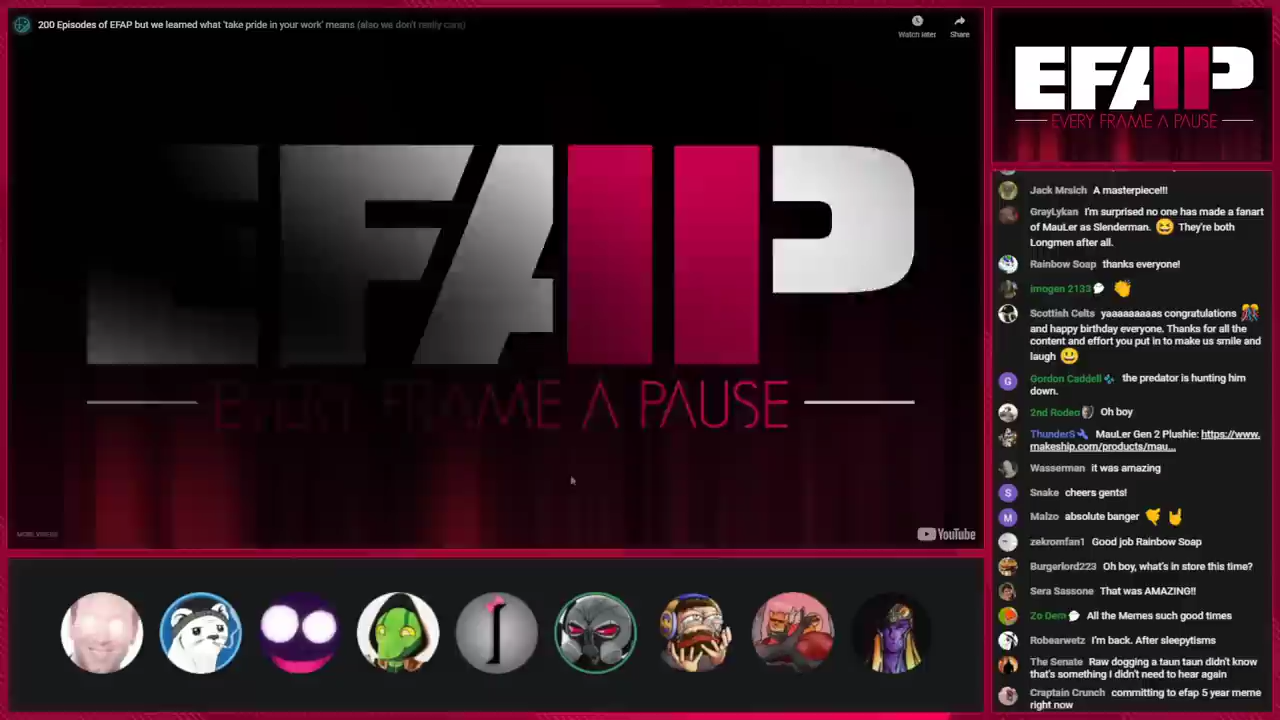 200 Episodes of EFAP but we learned what 'take pride in your work' means (also we don't really care)
Watch later
Share
EFAP
EVERY FRAME A PAUSE
MORE VIDEOS
YouTube
EFAP
EVERY FRAME A PAUSE
Jack Mrsich A masterpiece!!!
GrayLykan I'm surprised no one has made a fanart
of MauLer as Slenderman. 😆 They're both
Longmen after all.
Rainbow Soap thanks everyone!
imogen 2133 👏
Scottish Celts yaaaaaaaaas congratulations 🎊
and happy birthday everyone. Thanks for all the
content and effort you put in to make us smile and
laugh 😃
G
Gordon Caddell the predator is hunting him
down.
2nd Rodeo Oh boy
ThunderS MauLer Gen 2 Plushie: https://www.
makeship.com/products/mau...
Wasserman it was amazing
S
Snake cheers gents!
M
Malzo absolute banger 🤘
zekromfan1 Good job Rainbow Soap
Burgerlord223 Oh boy, what's in store this time?
Sera Sassone That was AMAZING!!
Zo Dem All the Memes such good times
Robearwetz I'm back. After sleepytisms
The Senate Raw dogging a taun taun didn't know
that's something I didn't need to hear again
Craptain Crunch committing to efap 5 year meme
right now